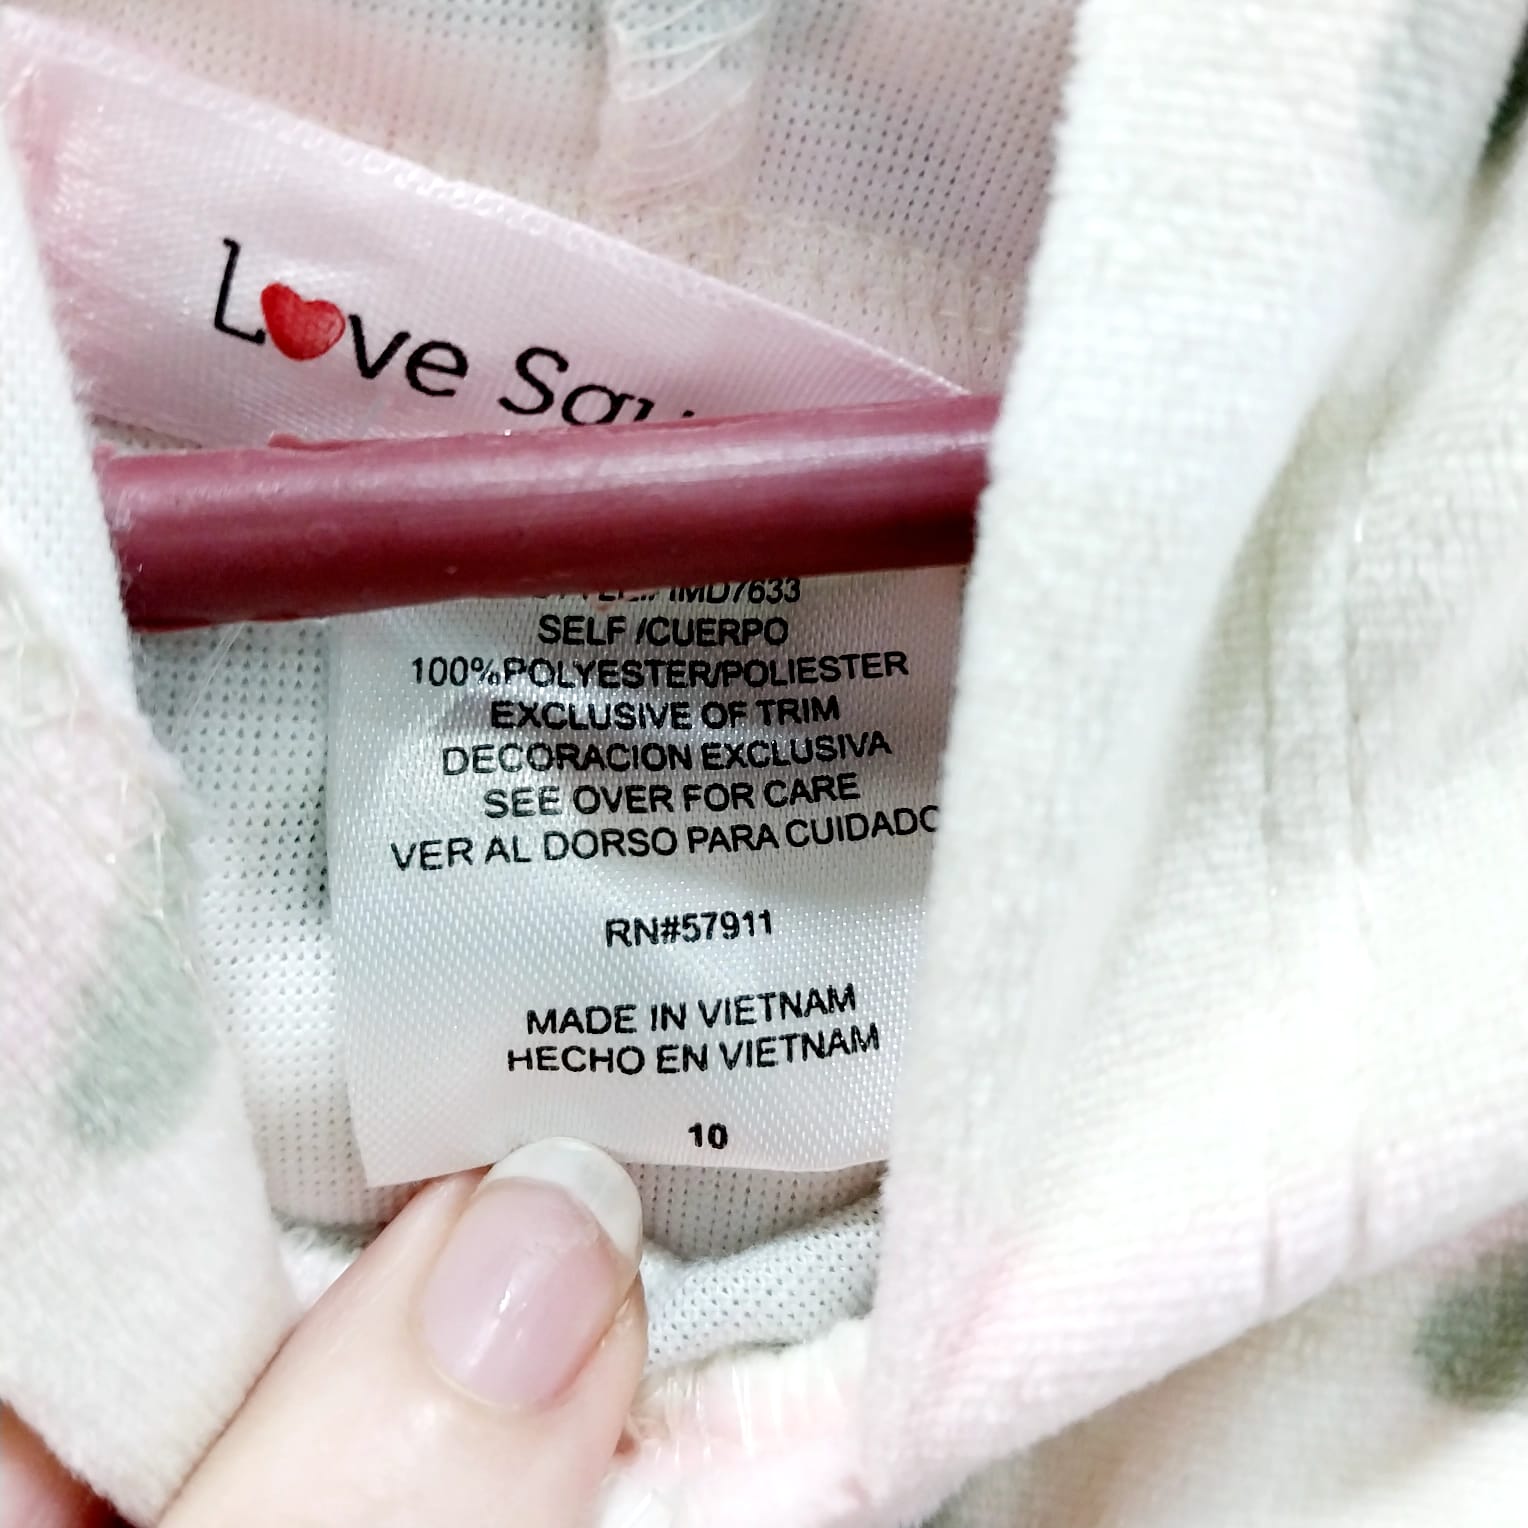 Love
IMD7633
SELF /CUERPO
100%POLYESTER/POLIESTER
EXCLUSIVE OF TRIM
DECORACION EXCLUSIVA
SEE OVER FOR CARE
VER AL DORSO PARA CUIDADO
RN#57911
MADE IN VIETNAM
HECHO EN VIETNAM
10